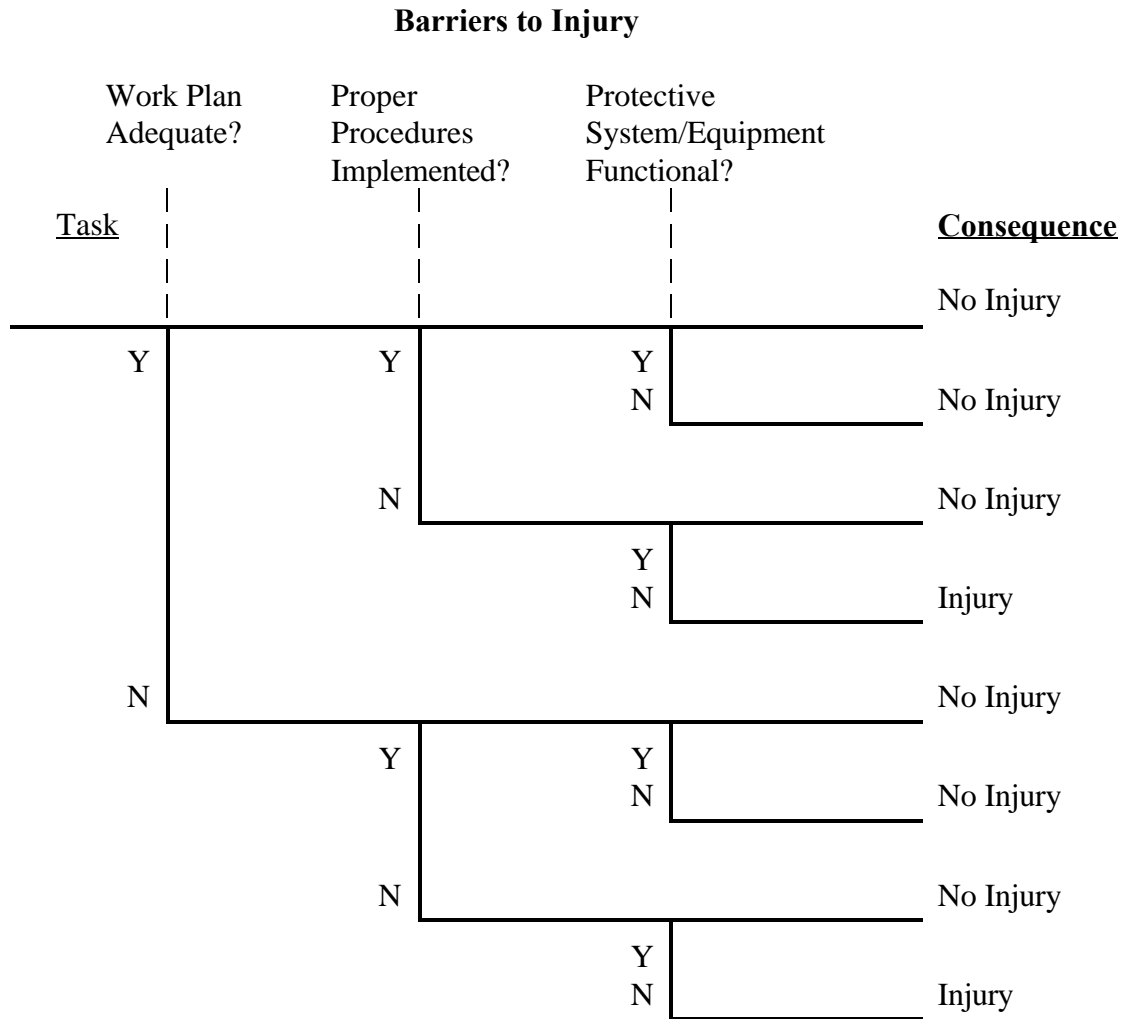 Barriers to Injury
Work Plan
Adequate?
Proper
Procedures
Implemented?
Protective
System/Equipment
Functional?
Task
Consequence
No Injury
Y
Y
Y
N
No Injury
N
No Injury
Y
N
Injury
N
No Injury
Y
Y
N
No Injury
N
No Injury
Y
N
Injury